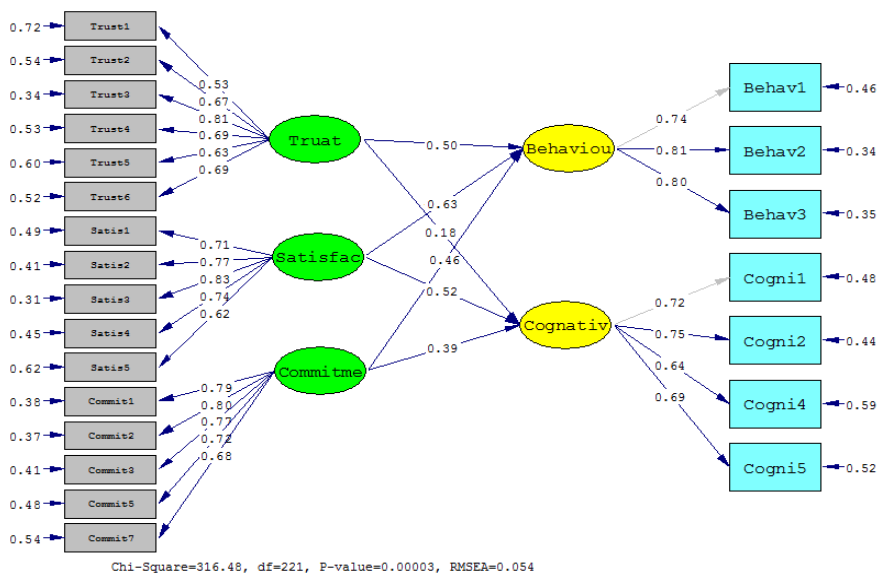 0.72 Trust1
0.54 Trust2
0.34 Trust3
0.53 Trust4
0.60 Trust5
0.52 Trust6
0.49 Satis1
0.41 Satis2
0.31 Satis3
0.45 Satis4
0.62 Satis5
0.38 Commit1
0.37 Commit2
0.41 Commit3
0.48 Commit5
0.54 Commit7
0.53
0.67
0.81
0.69
0.63
0.69
0.71
0.77
0.83
0.74
0.62
0.79
0.80
0.77
0.72
0.68
Truat
Satisfac
Commitme
0.50
0.63
0.18
0.46
0.52
0.39
Behaviou
Cognativ
0.74
0.81
0.80
0.72
0.75
0.64
0.69
Behav1 0.46
Behav2 0.34
Behav3 0.35
Cogni1 0.48
Cogni2 0.44
Cogni4 0.59
Cogni5 0.52
Chi-Square=316.48, df=221, P-value=0.00003, RMSEA=0.054